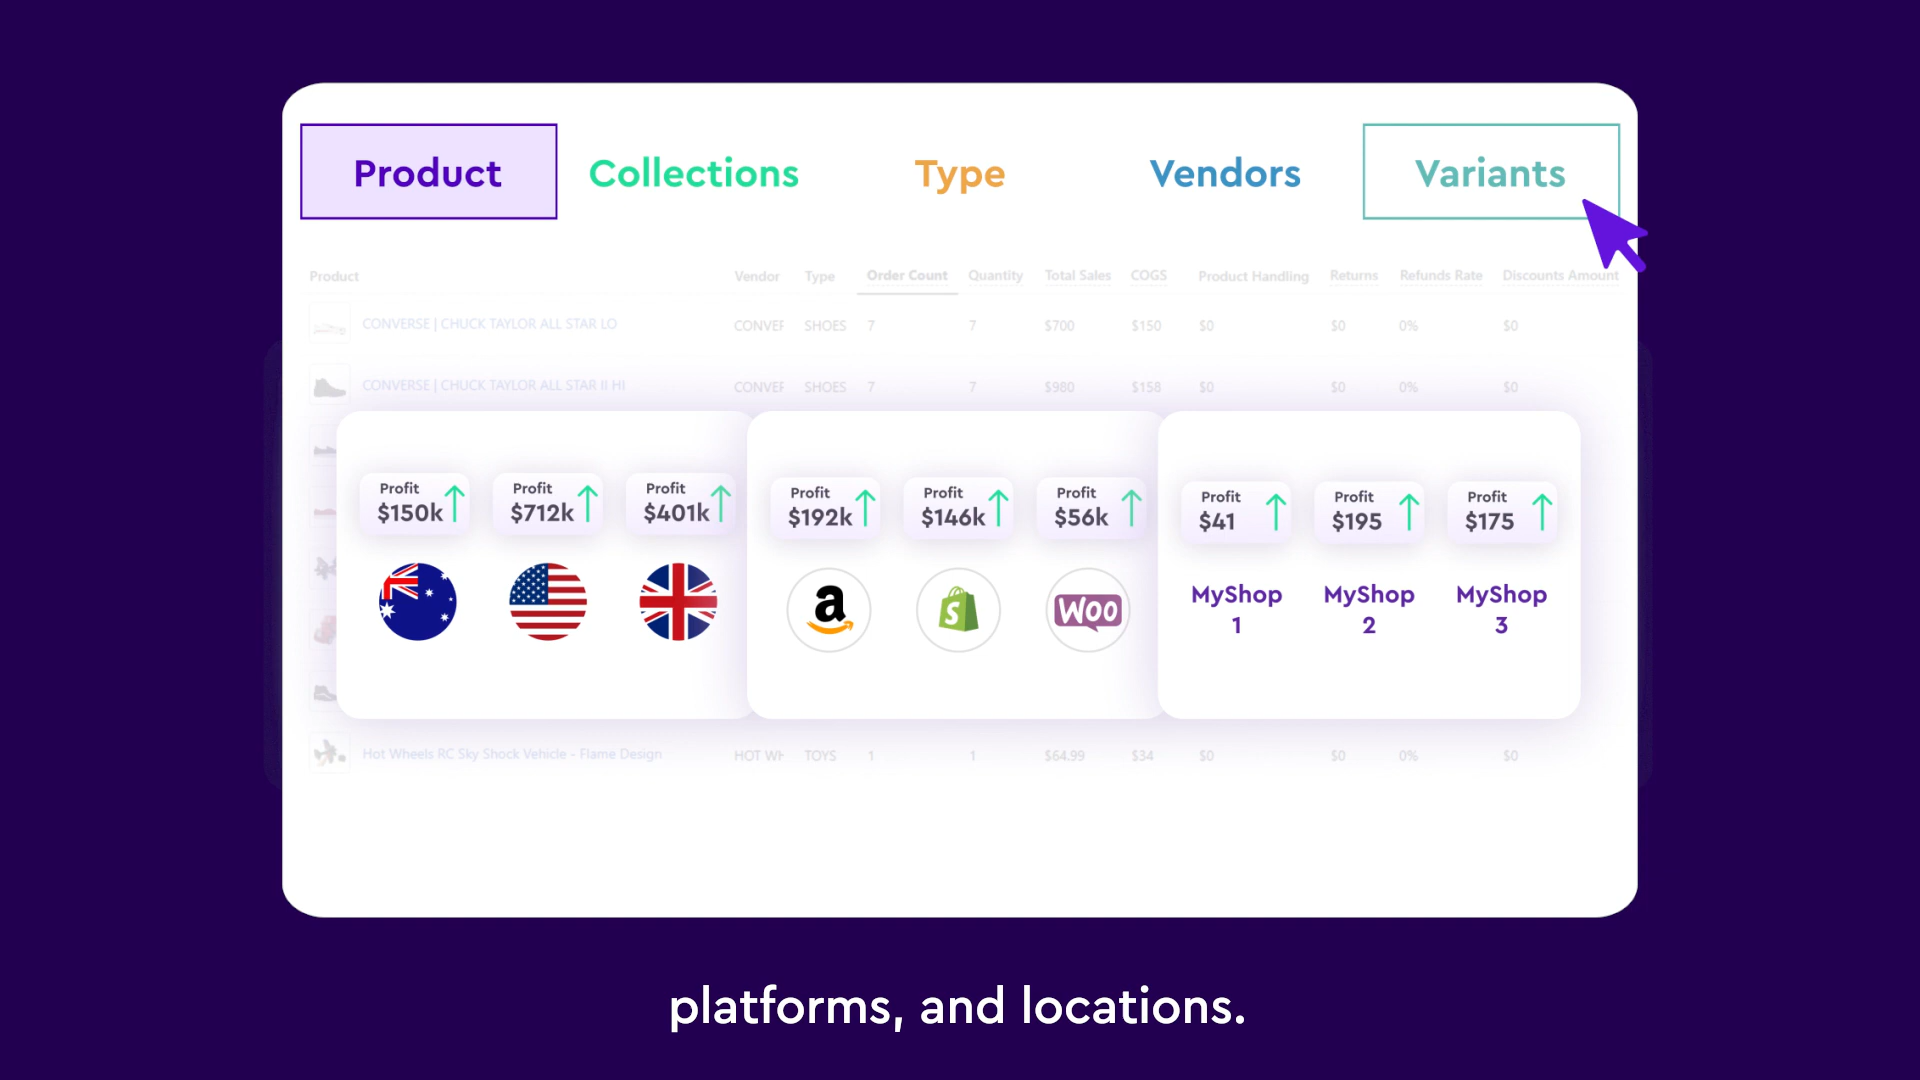 Product Collections Type Vendors Variants
Product Vendor Type Order Count Quantity Total Sales COGS Product Handling Returns Refunds Rate Discounts Amount
CONVERSE | CHUCK TAYLOR ALL STAR LO CONVER SHOES 7 7 $700 $150 $0 $0 0% $0
CONVERSE | CHUCK TAYLOR ALL STAR II HI CONVER SHOES 7 7 $980 $158 $0 $0 0% $0
Profit Profit Profit Profit Profit Profit Profit Profit Profit
$150k $712k $401k $192k $146k $56k $41 $195 $175
a S Woo MyShop MyShop MyShop
1 2 3
Hot Wheels RC Sky Shock Vehicle - Flame Design HOT WH TOYS 1 1 $64.99 $34 $0 $0 0% $0
platforms, and locations.